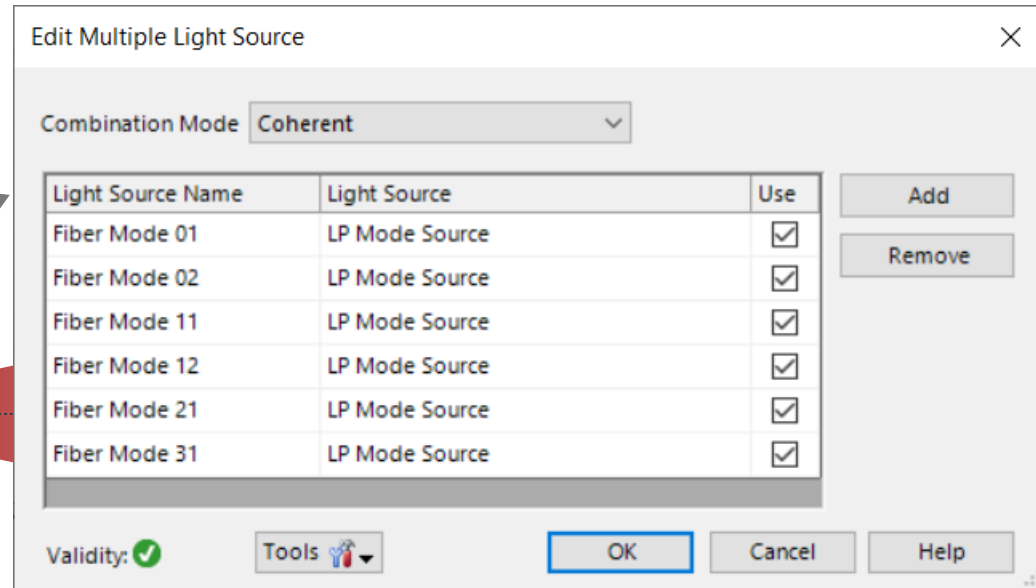 Edit Multiple Light Source
Combination Mode Coherent
Light Source Name Light Source Use
Fiber Mode 01 LP Mode Source
Fiber Mode 02 LP Mode Source
Fiber Mode 11 LP Mode Source
Fiber Mode 12 LP Mode Source
Fiber Mode 21 LP Mode Source
Fiber Mode 31 LP Mode Source
Add
Remove
Validity: Tools OK Cancel Help